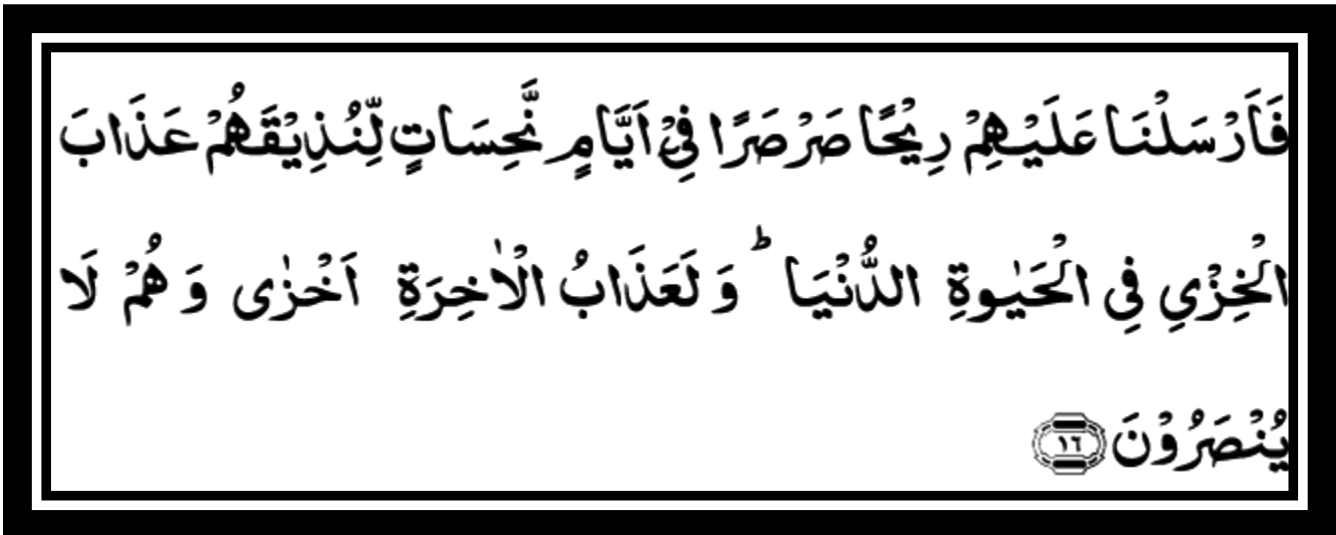 فَاَرْسَلْنَا عَلَيْهِمْ رِيْحًا صَرْصَرًا فِيْۤ اَيَّامٍ نَّحِسَاتٍ لِّنُذِيْقَهُمْ عَذَابَ
الْخِزْيِ فِي الْحَيٰوةِ الدُّنْيَا ؕ وَ لَعَذَابُ الْاٰخِرَةِ اَخْزٰى وَ هُمْ لَا
يُنْصَرُوْنَ ١٦